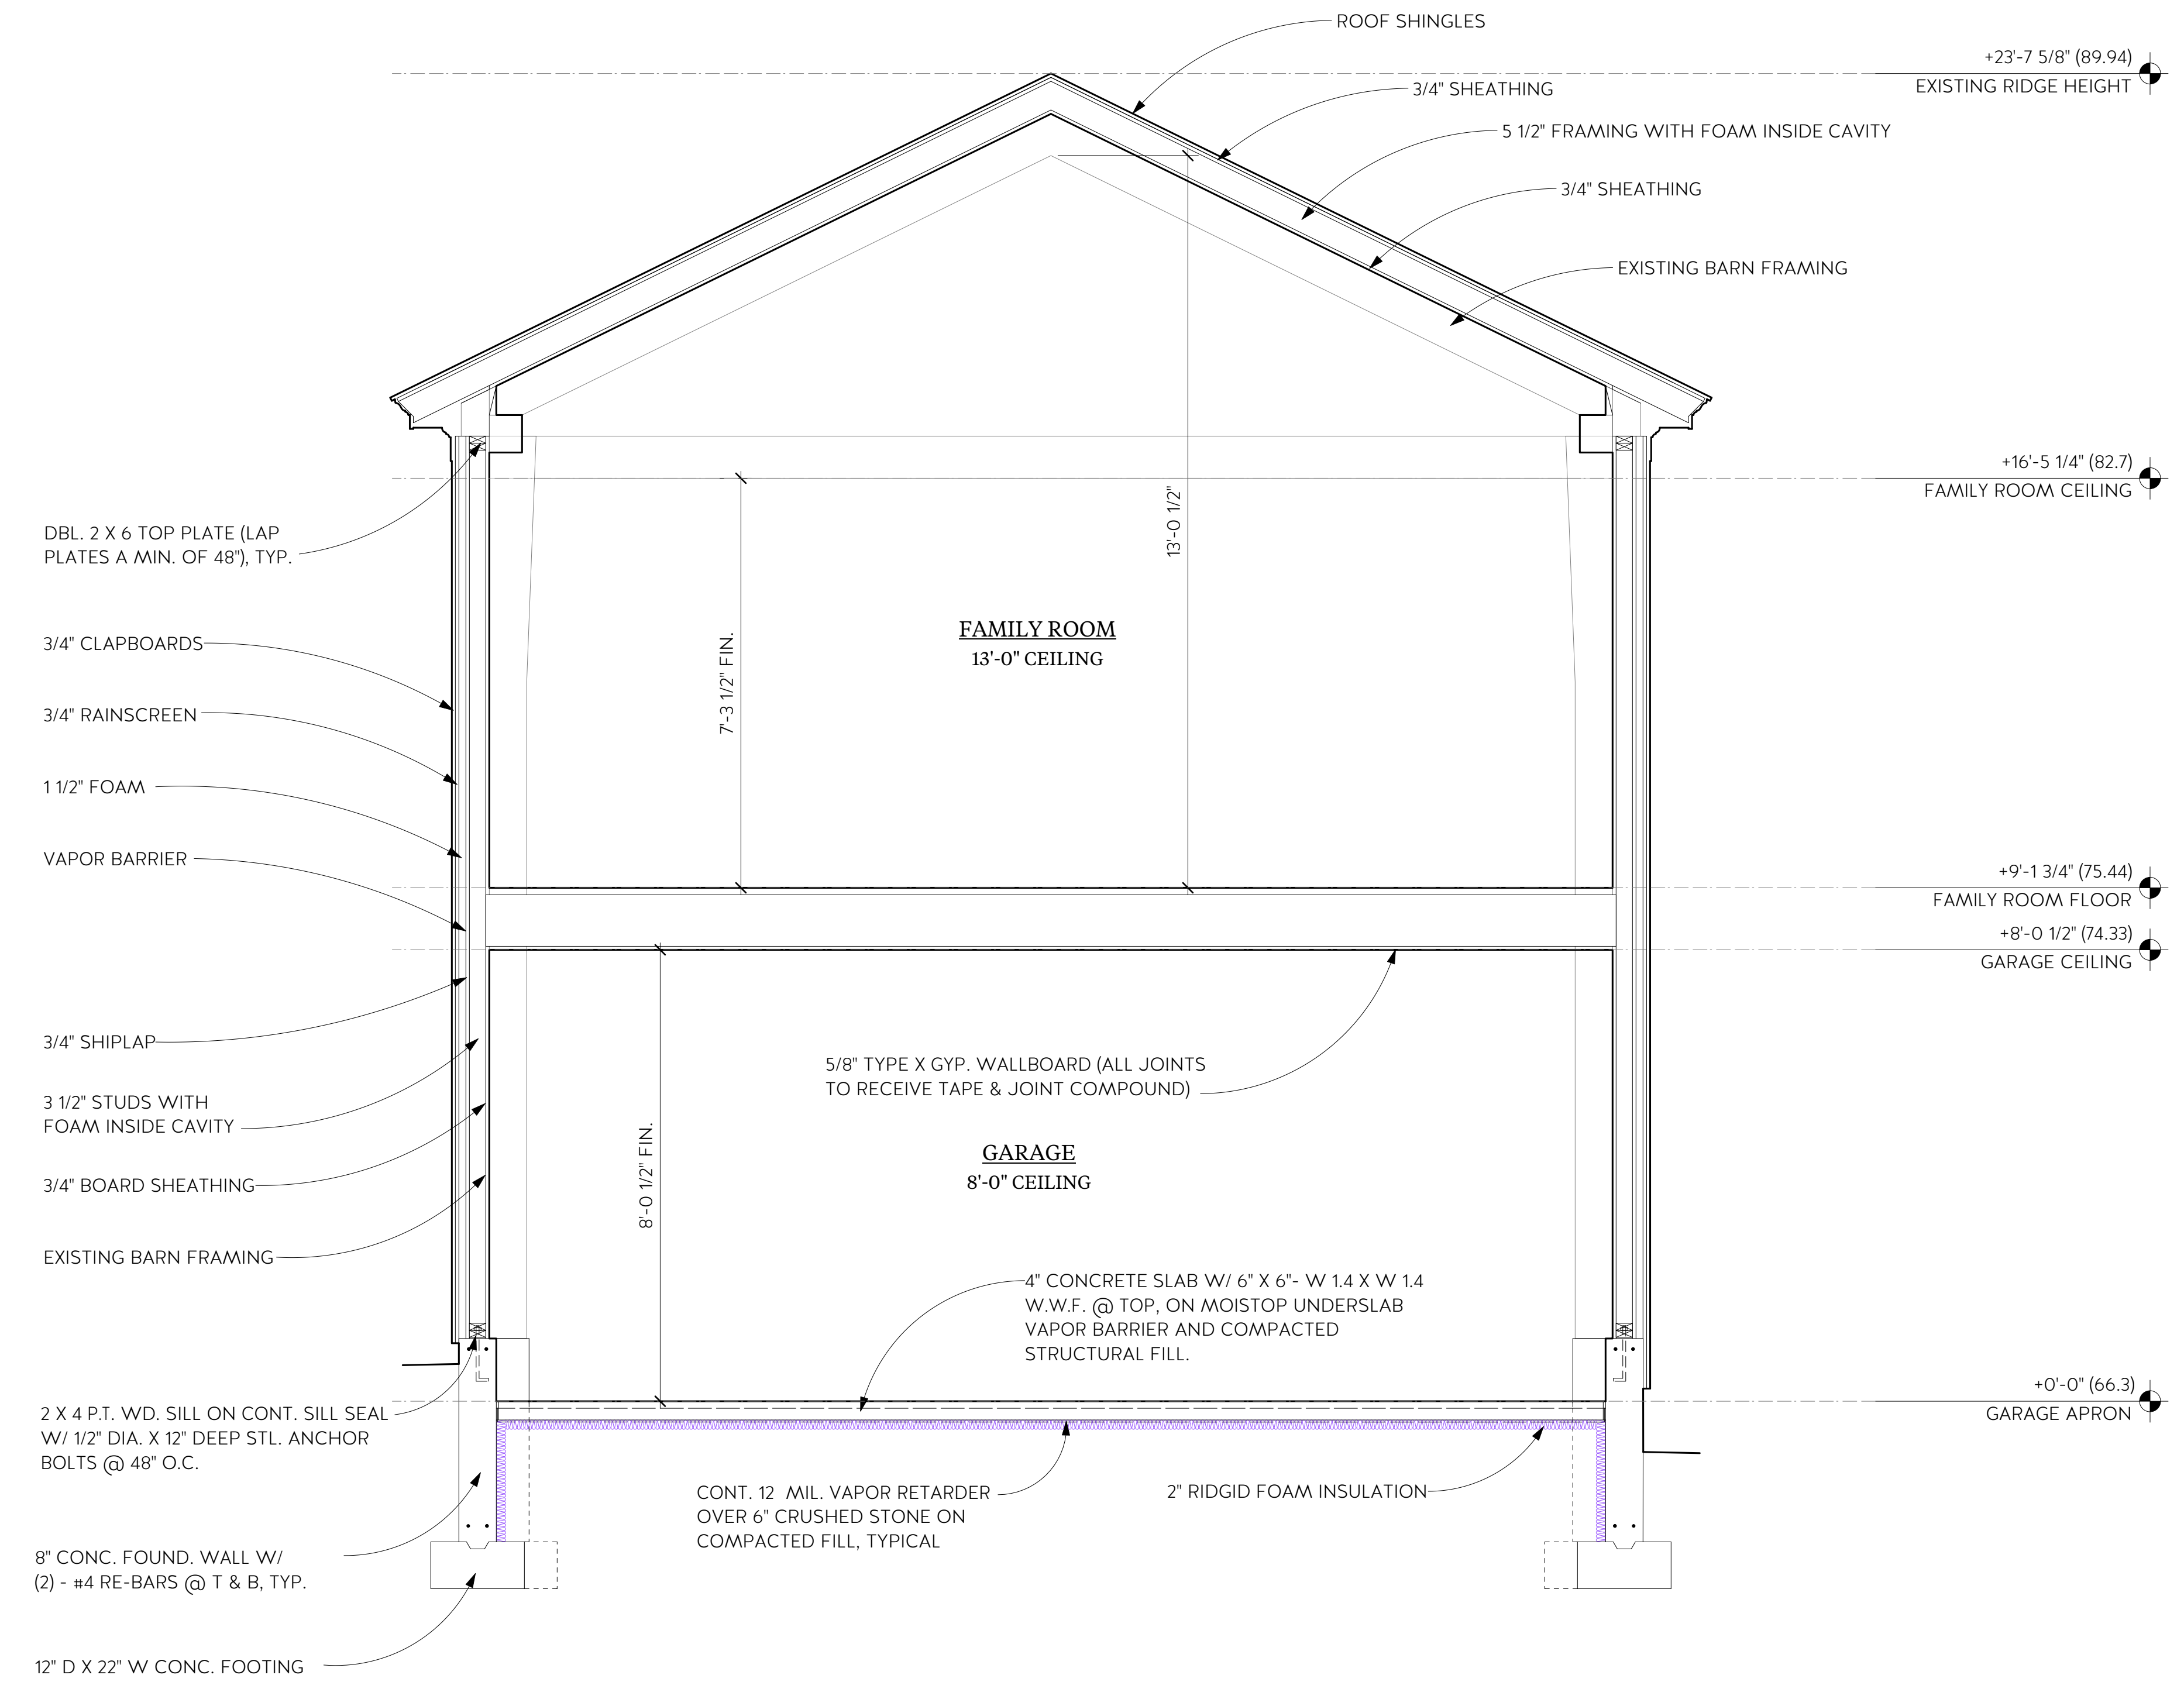 ROOF SHINGLES
+23'-7 5/8" (89.94)
EXISTING RIDGE HEIGHT
3/4" SHEATHING
5 1/2" FRAMING WITH FOAM INSIDE CAVITY
3/4" SHEATHING
EXISTING BARN FRAMING
+16'-5 1/4" (82.7)
FAMILY ROOM CEILING
13'-0 1/2"
DBL. 2 X 6 TOP PLATE (LAP
PLATES A MIN. OF 48"), TYP.
FAMILY ROOM
13'-0" CEILING
7'-3 1/2" FIN.
3/4" CLAPBOARDS
3/4" RAINSCREEN
1 1/2" FOAM
VAPOR BARRIER
+9'-1 3/4" (75.44)
FAMILY ROOM FLOOR
+8'-0 1/2" (74.33)
GARAGE CEILING
3/4" SHIPLAP
5/8" TYPE X GYP. WALLBOARD (ALL JOINTS
TO RECEIVE TAPE & JOINT COMPOUND)
3 1/2" STUDS WITH
FOAM INSIDE CAVITY
GARAGE
8'-0" CEILING
8'-0 1/2" FIN.
3/4" BOARD SHEATHING
EXISTING BARN FRAMING
4" CONCRETE SLAB W/ 6" X 6"- W 1.4 X W 1.4
W.W.F. @ TOP, ON MOISTOP UNDERSLAB
VAPOR BARRIER AND COMPACTED
STRUCTURAL FILL.
+0'-0" (66.3)
GARAGE APRON
2 X 4 P.T. WD. SILL ON CONT. SILL SEAL
W/ 1/2" DIA. X 12" DEEP STL. ANCHOR
BOLTS @ 48" O.C.
CONT. 12  MIL. VAPOR RETARDER
OVER 6" CRUSHED STONE ON
COMPACTED FILL, TYPICAL
2" RIDGID FOAM INSULATION
8" CONC. FOUND. WALL W/
(2) - #4 RE-BARS @ T & B, TYP.
12" D X 22" W CONC. FOOTING